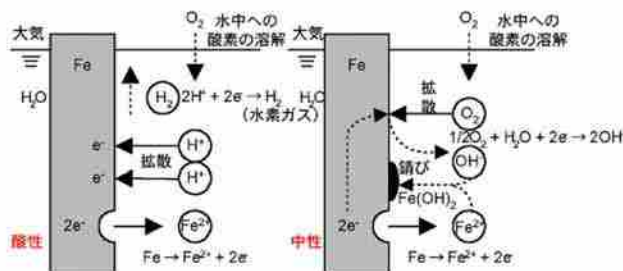 大気
O₂ 水中への
酸素の溶解
Fe
H₂O
H₂ 2H⁺ + 2e⁻ → H₂
(水素ガス)
e⁻ H⁺
拡散
e⁻ H⁺
酸性 2e⁻ Fe²⁺
Fe → Fe²⁺ + 2e⁻
大気
O₂ 水中への
酸素の溶解
Fe
H₂O
拡散
O₂
1/2O₂ + H₂O + 2e⁻ → 2OH⁻
OH⁻
錆び
Fe(OH)₂
中性 2e⁻ Fe²⁺
Fe → Fe²⁺ + 2e⁻